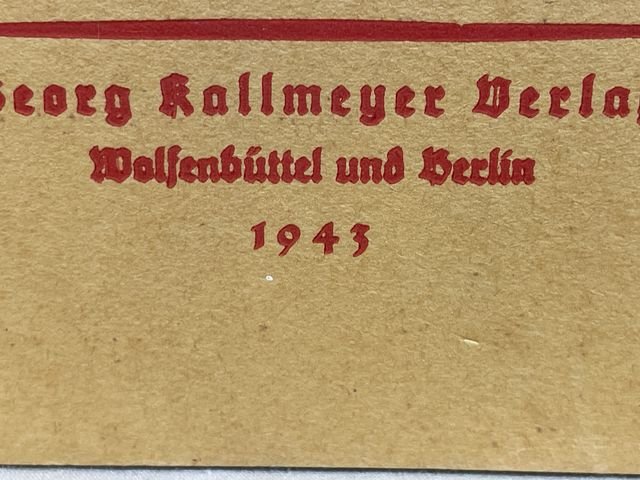 Georg Kallmeyer Verlag
Wolfenbüttel und Berlin
1943